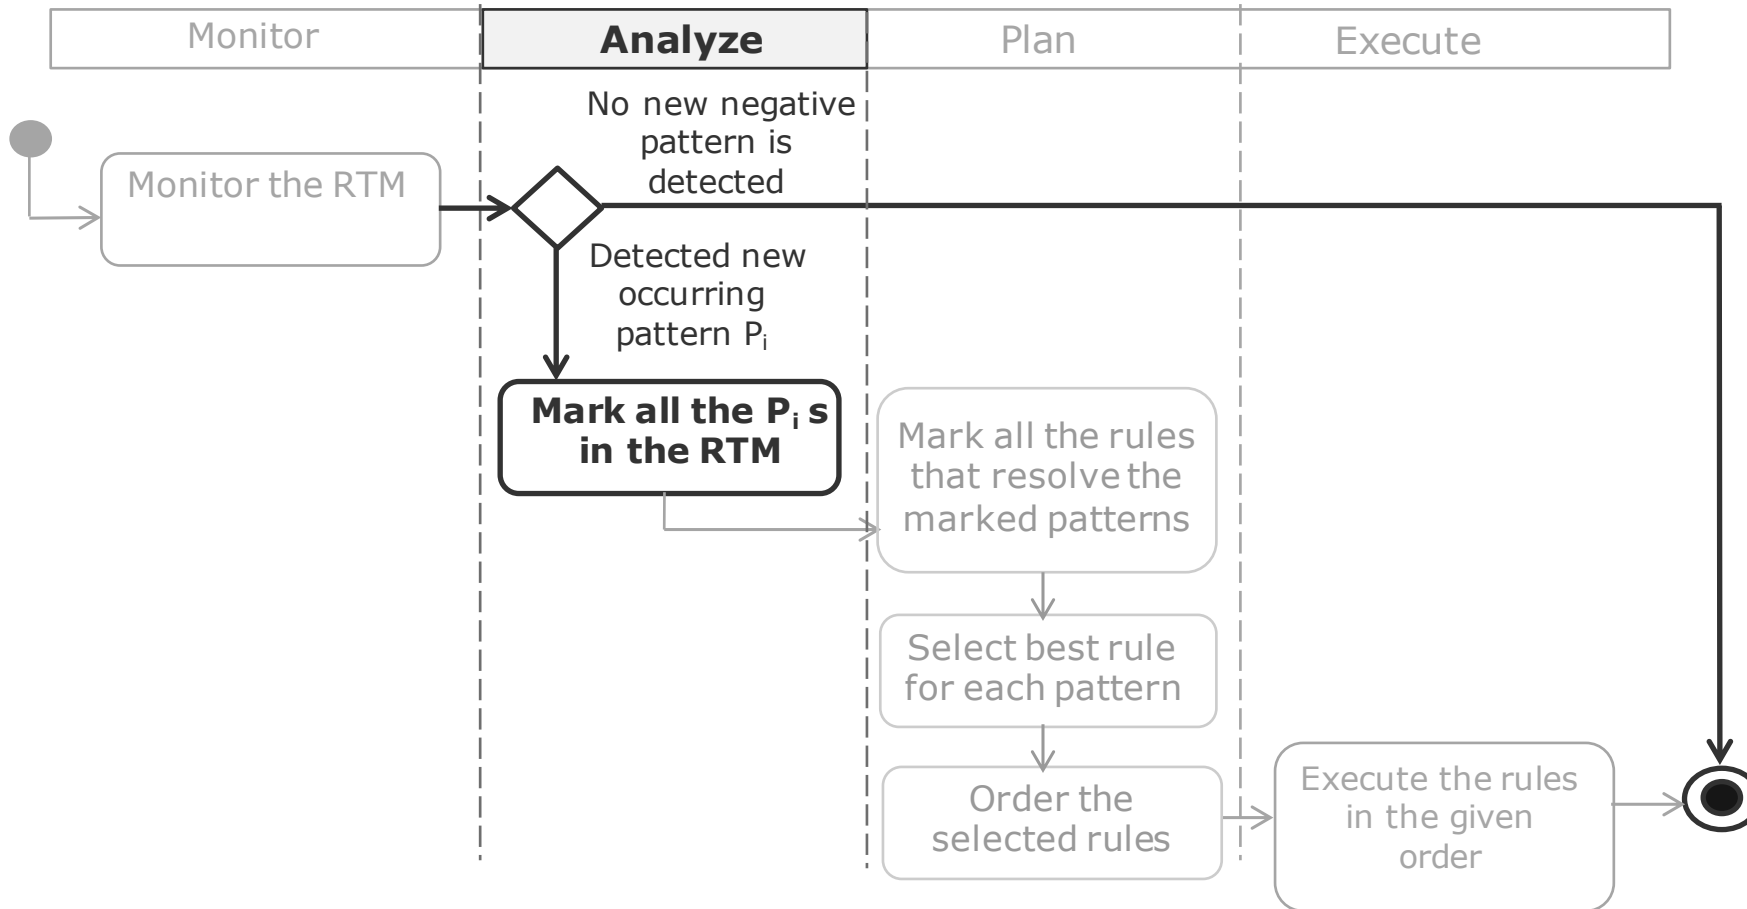 Monitor
Analyze
Plan
Execute
No new negative
pattern is
detected
Monitor the RTM
Detected new
occurring
pattern Pi
Mark all the Pi s
in the RTM
Mark all the rules
that resolve the
marked patterns
Select best rule
for each pattern
Order the
selected rules
Execute the rules
in the given
order